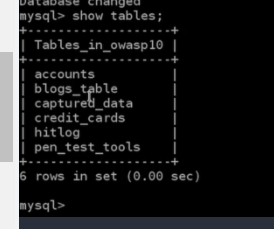 Database changed
mysql> show tables;
+------------------+
| Tables_in_owasp10 |
+------------------+
| accounts |
| blogs_table |
| captured_data |
| credit_cards |
| hitlog |
| pen_test_tools |
+------------------+
6 rows in set (0.00 sec)
mysql>